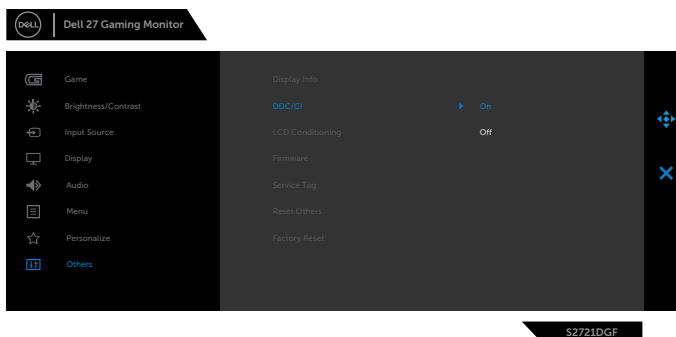 DELL Dell 27 Gaming Monitor
Game Display Info
Brightness/Contrast DDC/CI On
Input Source LCD Conditioning Off
Display Firmware
Audio Service Tag
Menu Reset Others
Personalize Factory Reset
Others
S2721DGF